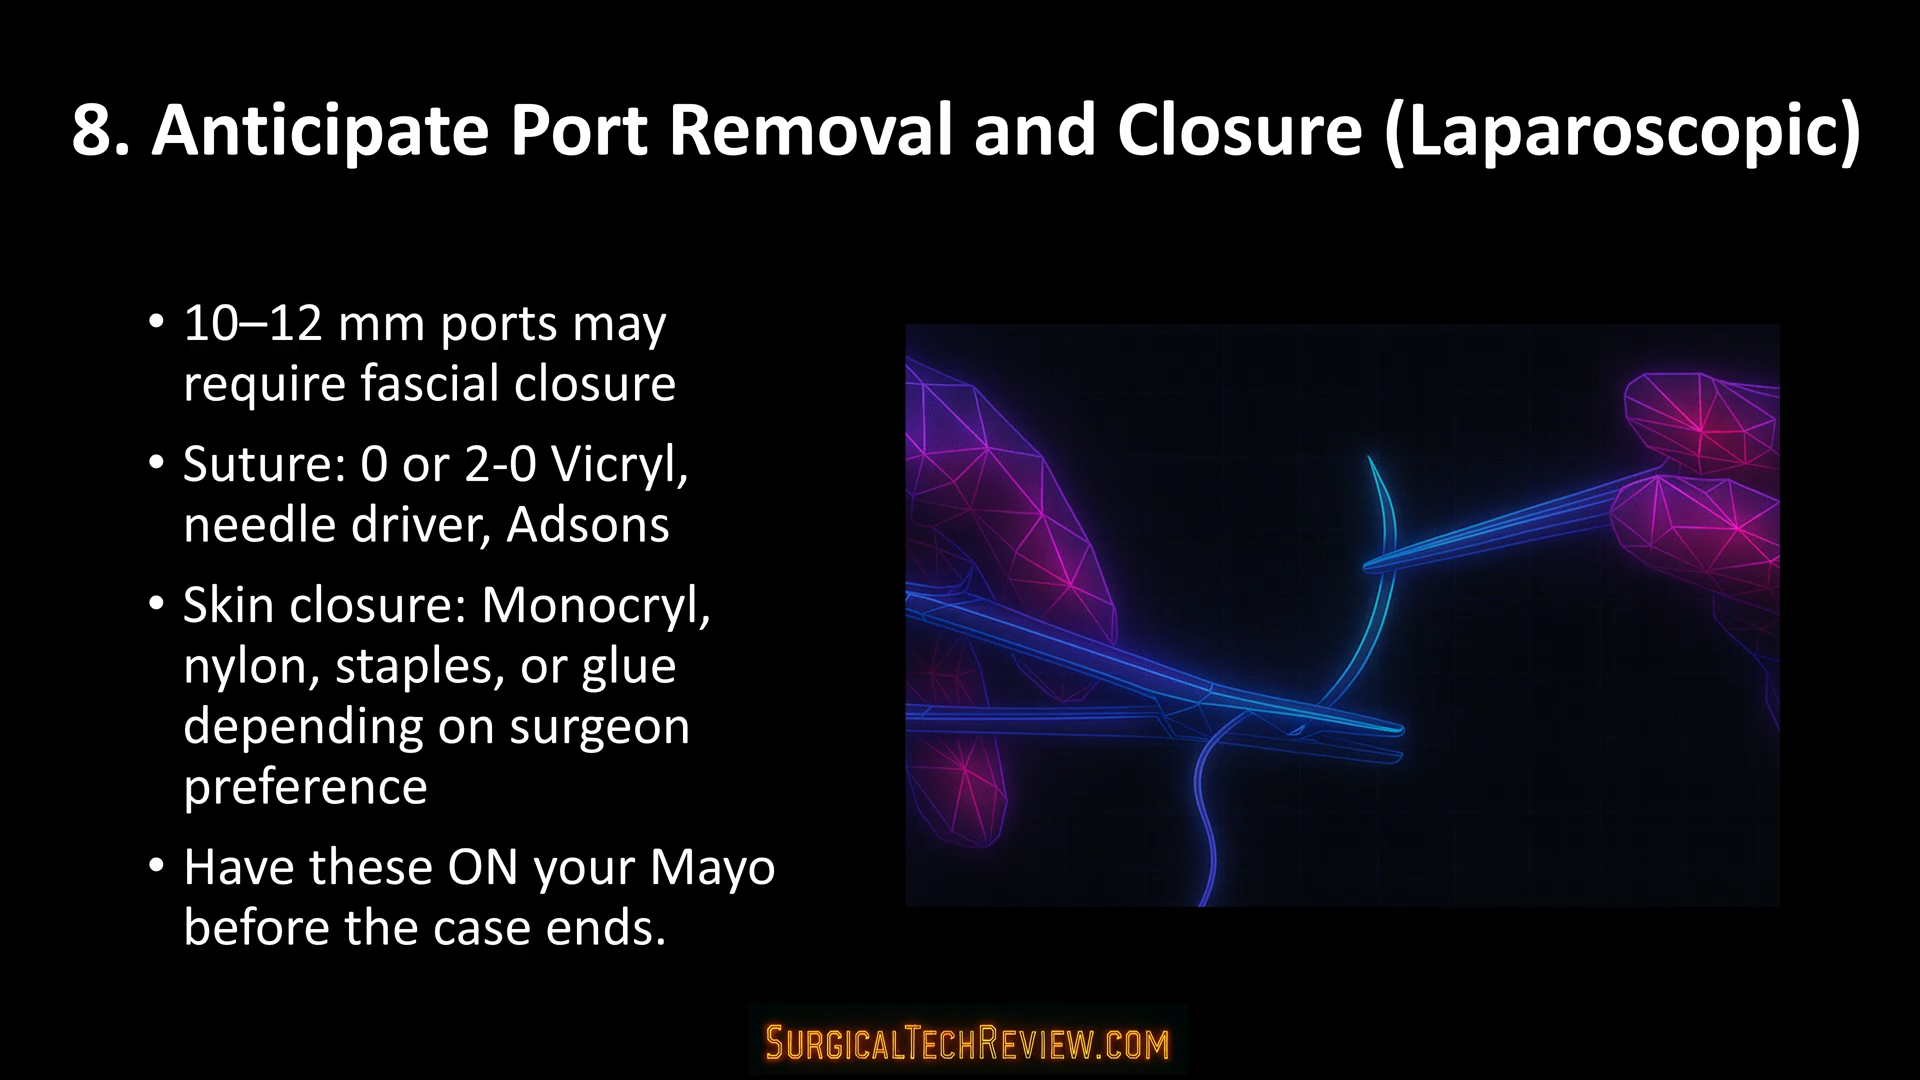 8. Anticipate Port Removal and Closure (Laparoscopic)
• 10–12 mm ports may
require fascial closure
• Suture: 0 or 2-0 Vicryl,
needle driver, Adsons
• Skin closure: Monocryl,
nylon, staples, or glue
depending on surgeon
preference
• Have these ON your Mayo
before the case ends.
SurgicalTechReview.com